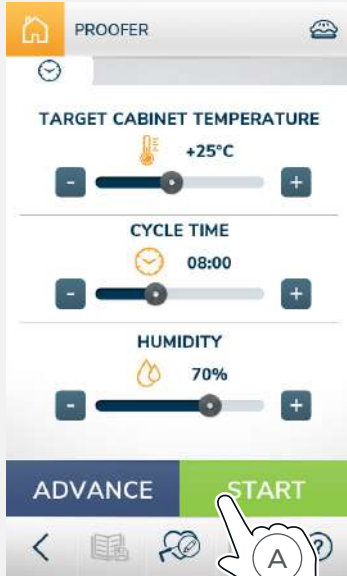 PROOFER
TARGET CABINET TEMPERATURE
+25°C
- +
CYCLE TIME
08:00
- +
HUMIDITY
70%
- +
ADVANCE START
A ?